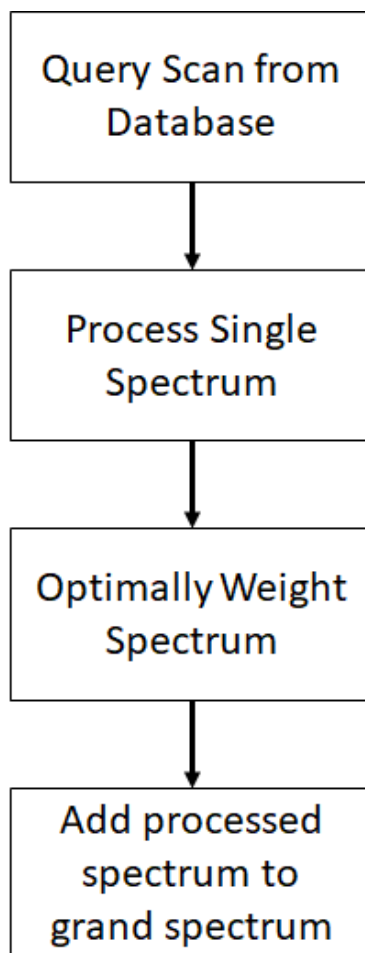 Query Scan from
Database
Process Single
Spectrum
Optimally Weight
Spectrum
Add processed
spectrum to
grand spectrum